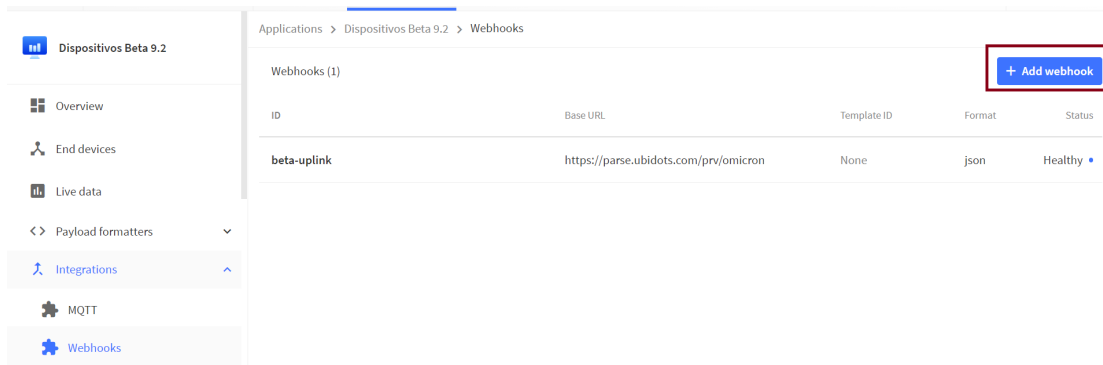 Dispositivos Beta 9.2
Overview
End devices
Live data
Payload formatters
Integrations
MQTT
Webhooks
Applications > Dispositivos Beta 9.2 > Webhooks
Webhooks (1)
+ Add webhook
ID Base URL Template ID Format Status
beta-uplink https://parse.ubidots.com/prv/omicron None json Healthy